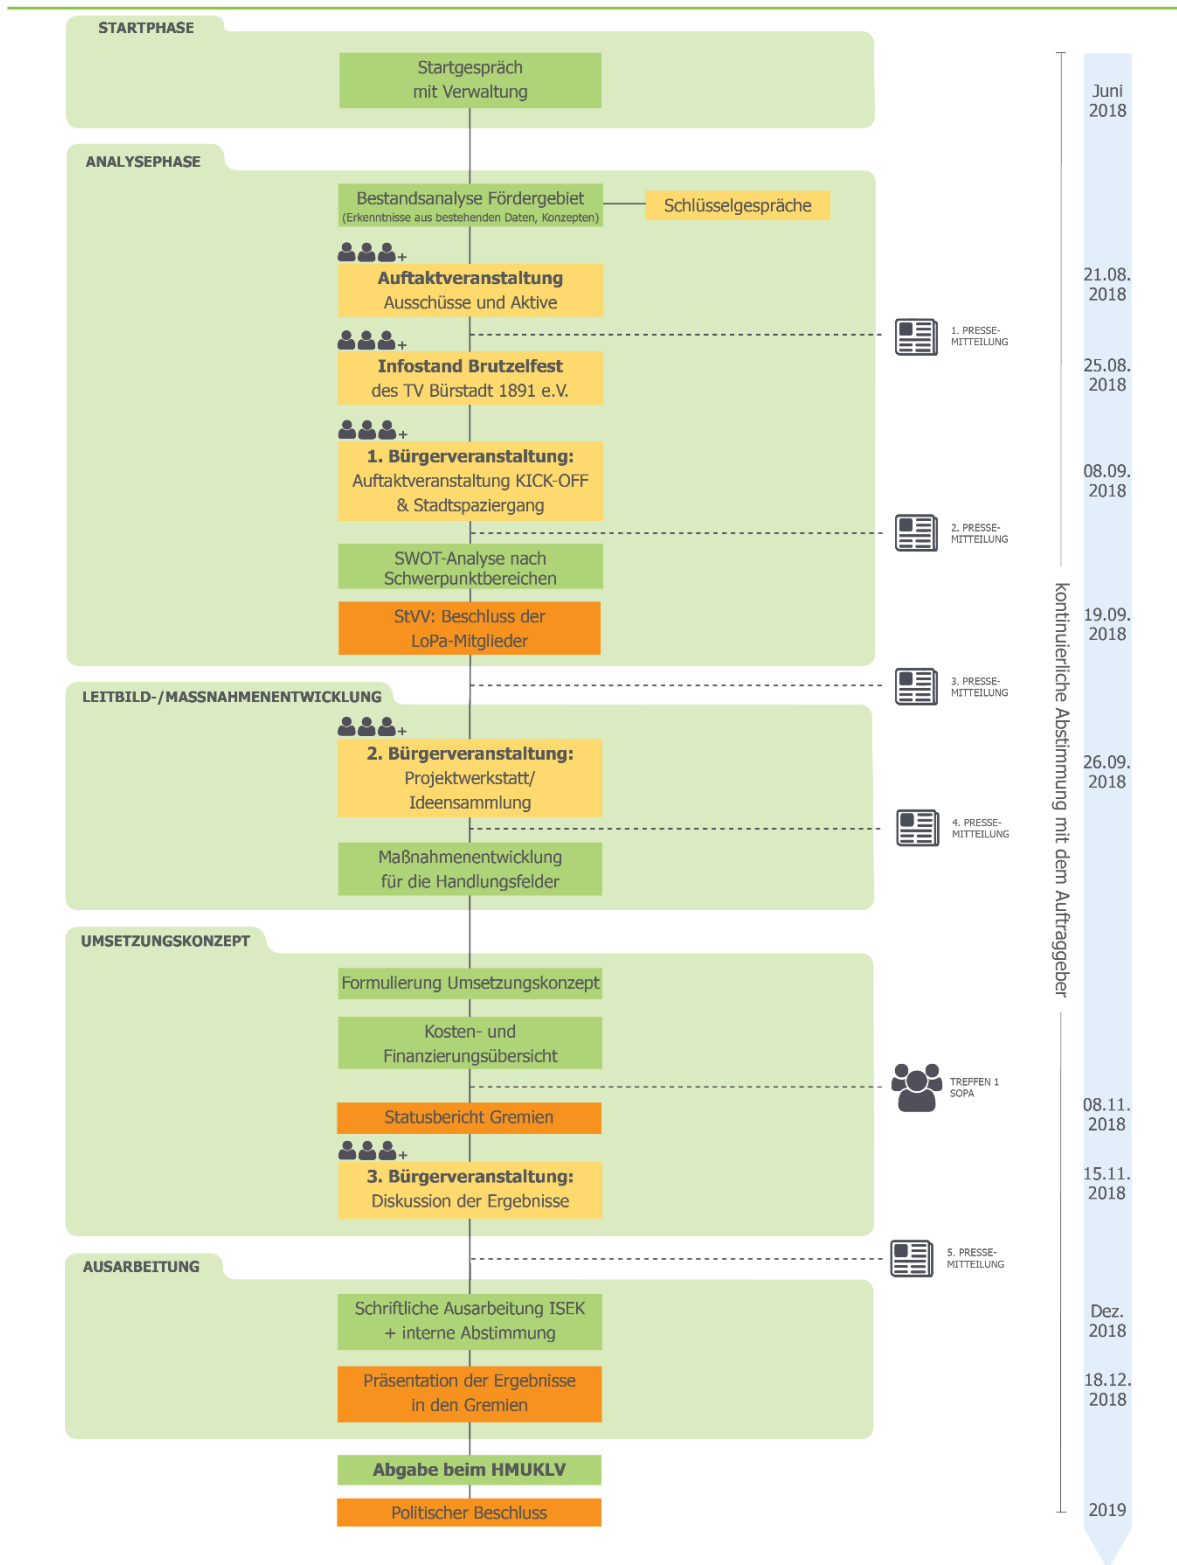 STARTPHASE
Startgespräch
mit Verwaltung
Juni
2018
ANALYSEPHASE
Bestandsanalyse Fördergebiet
(Erkenntnisse aus bestehenden Daten, Konzepten)
Schlüsselgespräche
+
Auftaktveranstaltung
Ausschüsse und Aktive
21.08.
2018
1. PRESSE-
MITTEILUNG
+
Infostand Brutzelfest
des TV Bürstadt 1891 e.V.
25.08.
2018
+
1. Bürgerveranstaltung:
Auftaktveranstaltung KICK-OFF
& Stadtspaziergang
08.09.
2018
2. PRESSE-
MITTEILUNG
SWOT-Analyse nach
Schwerpunktbereichen
StVV: Beschluss der
LoPa-Mitglieder
19.09.
2018
kontinuierliche Abstimmung mit dem Auftraggeber
3. PRESSE-
MITTEILUNG
LEITBILD-/MASSNAHMENENTWICKLUNG
+
2. Bürgerveranstaltung:
Projektwerkstatt/
Ideensammlung
26.09.
2018
4. PRESSE-
MITTEILUNG
Maßnahmenentwicklung
für die Handlungsfelder
UMSETZUNGSKONZEPT
Formulierung Umsetzungskonzept
Kosten- und
Finanzierungsübersicht
TREFFEN 1
SOPA
Statusbericht Gremien
08.11.
2018
+
3. Bürgerveranstaltung:
Diskussion der Ergebnisse
15.11.
2018
5. PRESSE-
MITTEILUNG
AUSARBEITUNG
Schriftliche Ausarbeitung ISEK
+ interne Abstimmung
Dez.
2018
Präsentation der Ergebnisse
in den Gremien
18.12.
2018
Abgabe beim HMUKLV
Politischer Beschluss
2019